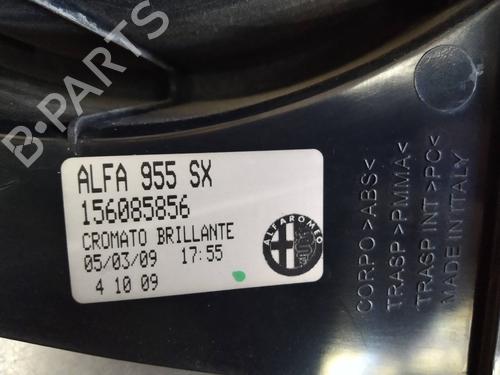 B-PARTS
ALFA 955 SX
156085856
CROMATO BRILLANTE
05/03/09 17:55
4 10 09
ALFA ROMEO
CORPO >ABS<
TRASP >PMMA<
TRASP INT >PC<
MADE IN ITALY